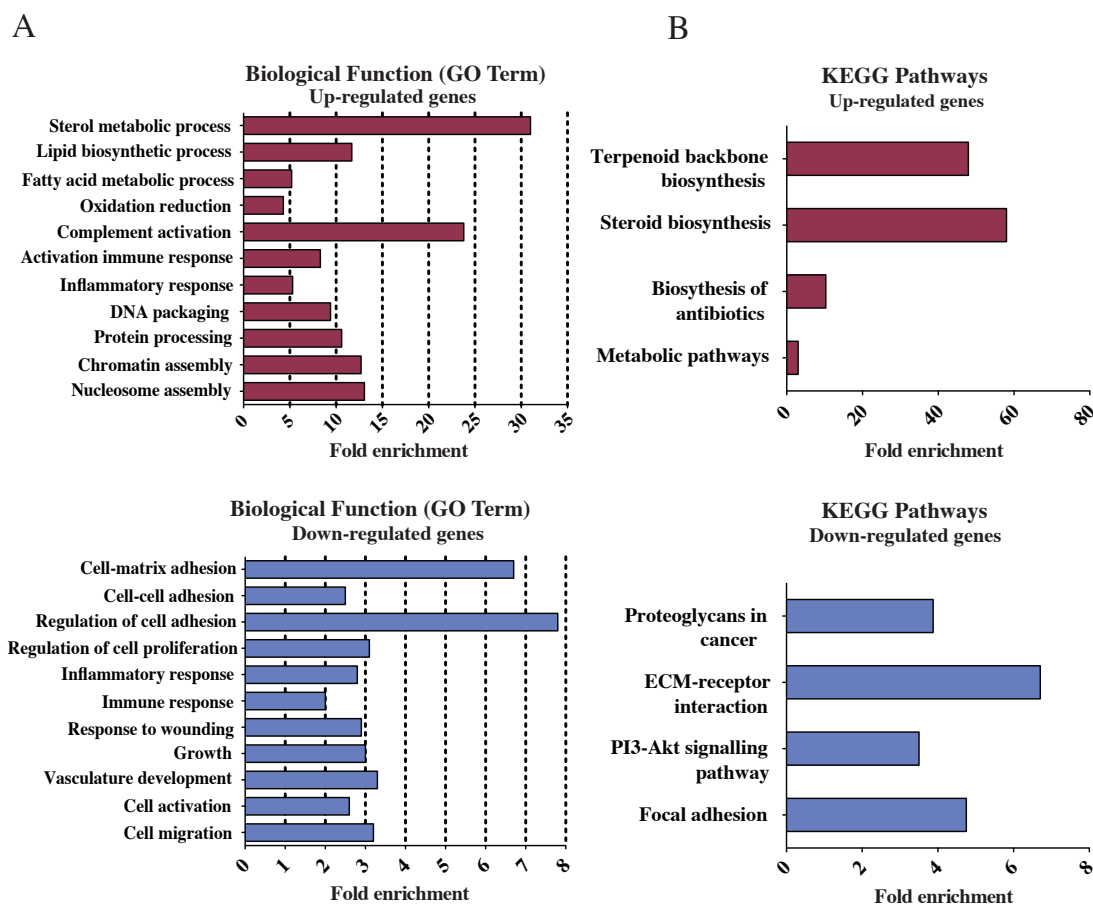 A
Biological Function (GO Term)
Up-regulated genes
Sterol metabolic process
Lipid biosynthetic process
Fatty acid metabolic process
Oxidation reduction
Complement activation
Activation immune response
Inflammatory response
DNA packaging
Protein processing
Chromatin assembly
Nucleosome assembly
0 5 10 15 20 25 30 35
Fold enrichment
B
KEGG Pathways
Up-regulated genes
Terpenoid backbone
biosynthesis
Steroid biosynthesis
Biosythesis of
antibiotics
Metabolic pathways
0 20 40 60 80
Fold enrichment
Biological Function (GO Term)
Down-regulated genes
Cell-matrix adhesion
Cell-cell adhesion
Regulation of cell adhesion
Regulation of cell proliferation
Inflammatory response
Immune response
Response to wounding
Growth
Vasculature development
Cell activation
Cell migration
0 1 2 3 4 5 6 7 8
Fold enrichment
KEGG Pathways
Down-regulated genes
Proteoglycans in
cancer
ECM-receptor
interaction
PI3-Akt signalling
pathway
Focal adhesion
0 2 4 6 8
Fold enrichment